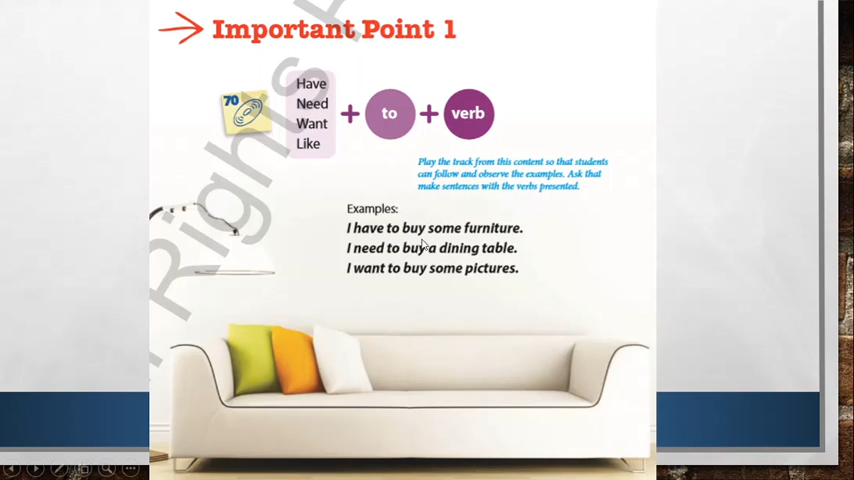 Important Point 1
70
Have
Need
Want
Like
+ to + verb
Play the track from this content so that students
can follow and observe the examples. Ask that
make sentences with the verbs presented.
Examples:
I have to buy some furniture.
I need to buy a dining table.
I want to buy some pictures.
Rights